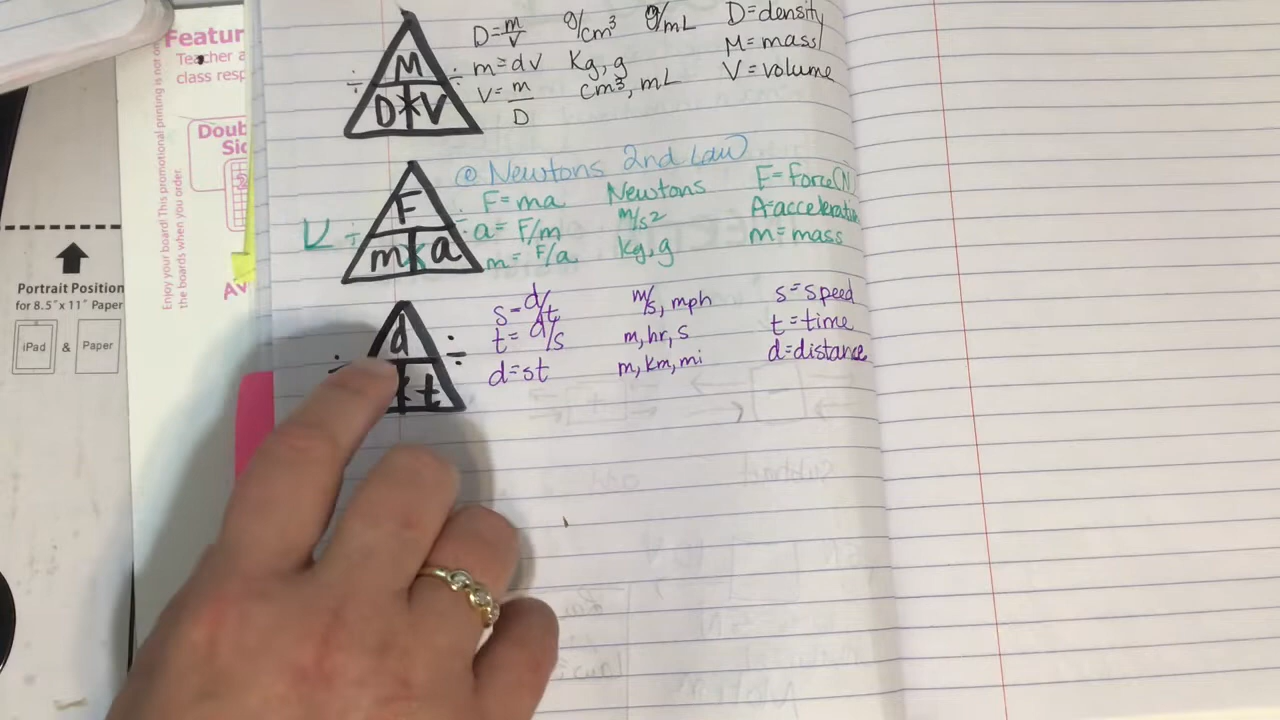 Featur
Teacher a
class resp
Doub
Sid
Enjoy your board! This promotional printing is not on
the boards when you order.
Av
Portrait Position
for 8.5" x 11" Paper
iPad & Paper
÷ M ÷
D * V
D = m/V g/cm³ g/mL D = density
m = dV Kg, g M = mass
V = m/D cm³, mL V = volume
@ Newtons 2nd Law
÷ F ÷
m * a
F = ma Newtons F = force (N)
a = F/m m/s2 A = acceleration
m = F/a kg, g m = mass
÷ d ÷
* t
s = d/t m/s, mph s = speed
t = d/s m, hr, s t = time
d = st m, km, mi d = distance